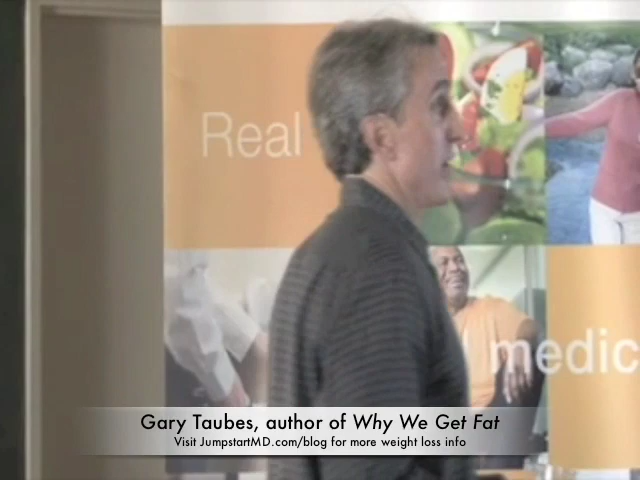 Real
medic
Gary Taubes, author of Why We Get Fat
Visit JumpstartMD.com/blog for more weight loss info